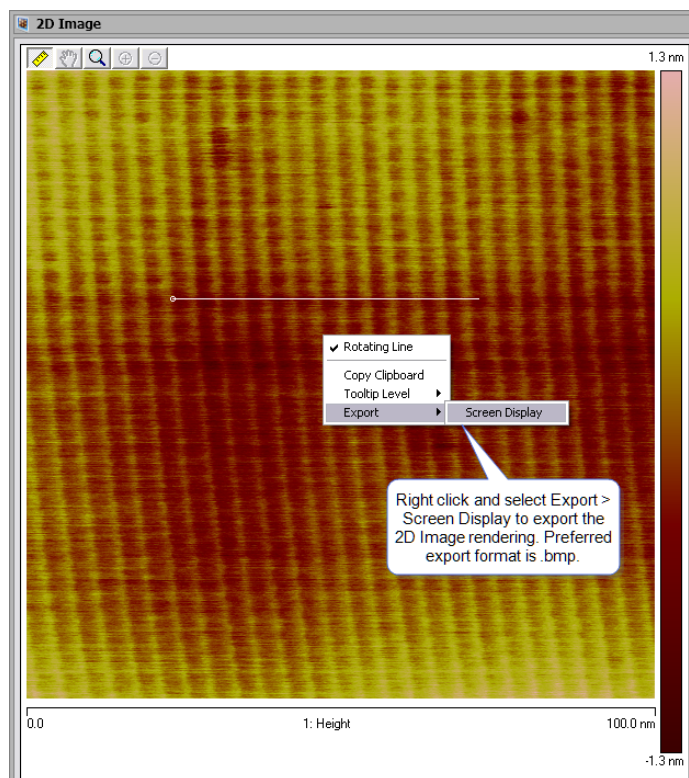 2D Image
1.3 nm
Rotating Line
Copy Clipboard
Tooltip Level
Export
Screen Display
Right click and select Export >
Screen Display to export the
2D Image rendering. Preferred
export format is .bmp.
0.0
1: Height
100.0 nm
-1.3 nm